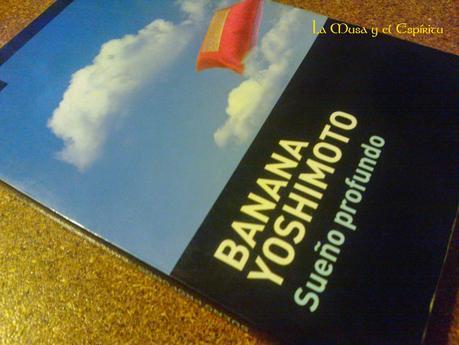 La Musa y el Espíritu
BANANA
YOSHIMOTO
Sueño profundo